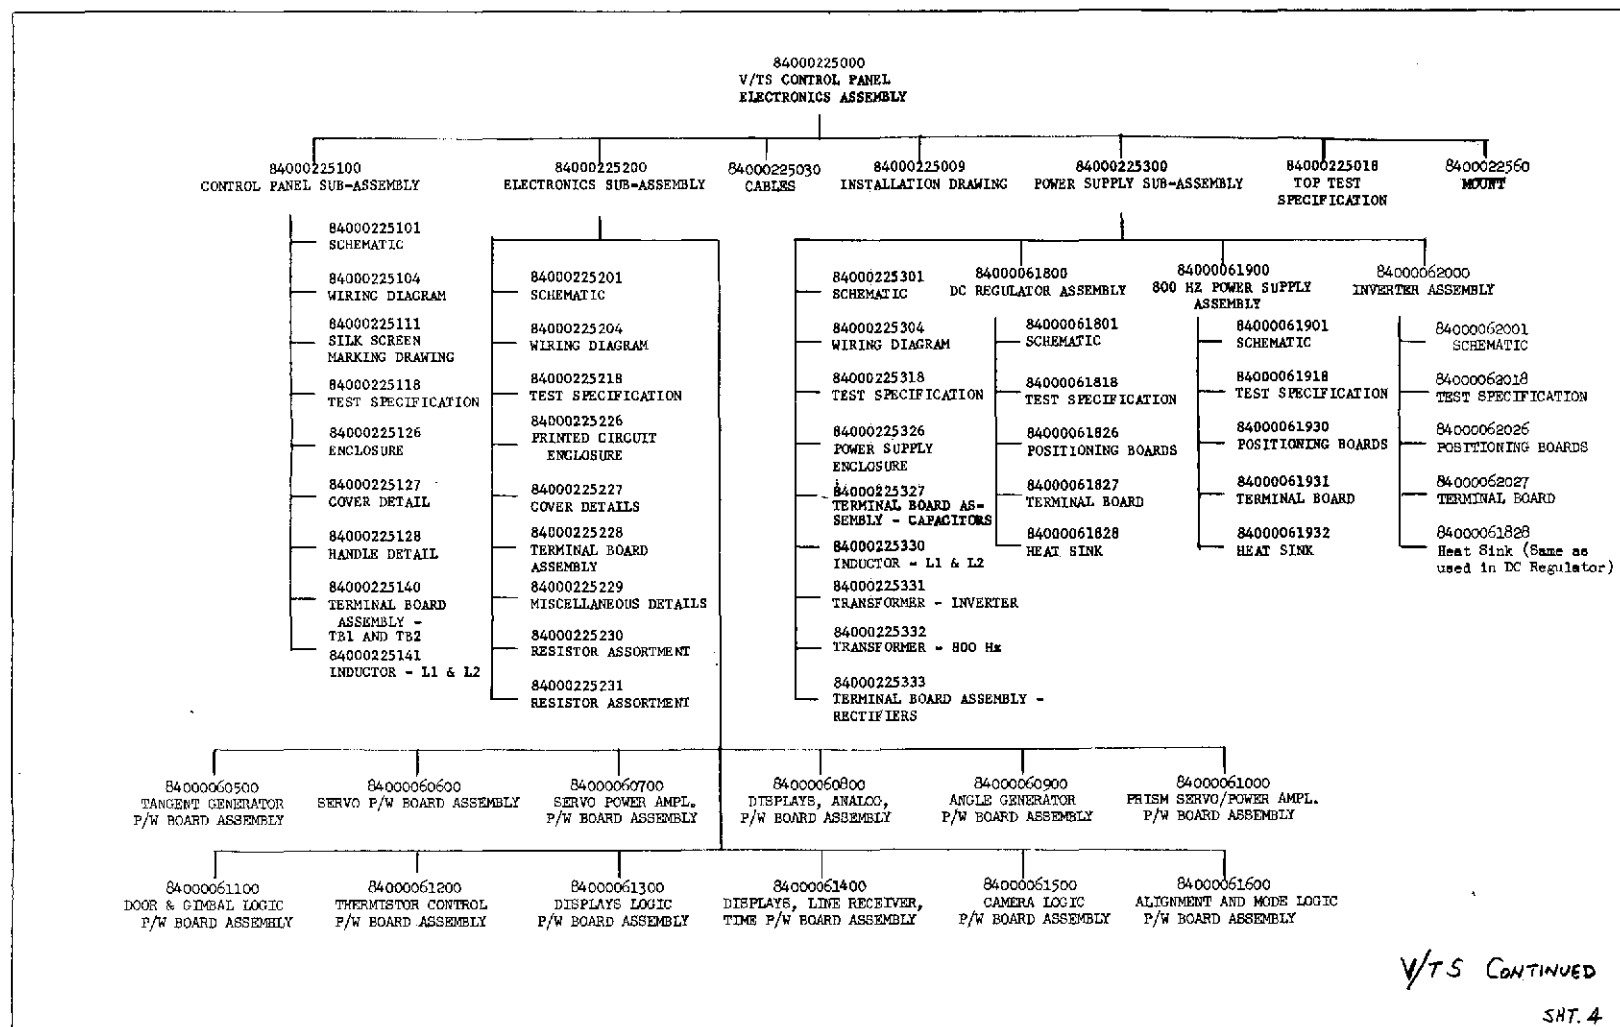 84000225000
V/TS CONTROL PANEL
ELECTRONICS ASSEMBLY
84000225100
CONTROL PANEL SUB-ASSEMBLY
84000225200
ELECTRONICS SUB-ASSEMBLY
84000225030
CABLES
84000225009
INSTALLATION DRAWING
84000225300
POWER SUPPLY SUB-ASSEMBLY
84000225018
TOP TEST
SPECIFICATION
8400022560
MOUNT
84000225101
SCHEMATIC
84000225104
WIRING DIAGRAM
84000225111
SILK SCREEN
MARKING DRAWING
84000225118
TEST SPECIFICATION
84000225126
ENCLOSURE
84000225127
COVER DETAIL
84000225128
HANDLE DETAIL
84000225140
TERMINAL BOARD
ASSEMBLY -
TB1 AND TB2
84000225141
INDUCTOR - L1 & L2
84000225201
SCHEMATIC
84000225204
WIRING DIAGRAM
84000225218
TEST SPECIFICATION
84000225226
PRINTED CIRCUIT
ENCLOSURE
84000225227
COVER DETAILS
84000225228
TERMINAL BOARD
ASSEMBLY
84000225229
MISCELLANEOUS DETAILS
84000225230
RESISTOR ASSORTMENT
84000225231
RESISTOR ASSORTMENT
84000225301
SCHEMATIC
84000225304
WIRING DIAGRAM
84000225318
TEST SPECIFICATION
84000225326
POWER SUPPLY
ENCLOSURE
84000225327
TERMINAL BOARD AS-
SEMBLY - CAPACITORS
84000225330
INDUCTOR - L1 & L2
84000225331
TRANSFORMER - INVERTER
84000225332
TRANSFORMER - 800 Hz
84000225333
TERMINAL BOARD ASSEMBLY -
RECTIFIERS
84000061800
DC REGULATOR ASSEMBLY
84000061801
SCHEMATIC
84000061818
TEST SPECIFICATION
84000061826
POSITIONING BOARDS
84000061827
TERMINAL BOARD
84000061828
HEAT SINK
84000061900
800 HZ POWER SUPPLY
ASSEMBLY
84000061901
SCHEMATIC
84000061918
TEST SPECIFICATION
84000061930
POSITIONING BOARDS
84000061931
TERMINAL BOARD
84000061932
HEAT SINK
84000062000
INVERTER ASSEMBLY
84000062001
SCHEMATIC
84000062018
TEST SPECIFICATION
84000062026
POSITIONING BOARDS
84000062027
TERMINAL BOARD
84000061828
Heat Sink (Same as
used in DC Regulator)
84000060500
TANGENT GENERATOR
P/W BOARD ASSEMBLY
84000060600
SERVO P/W BOARD ASSEMBLY
84000060700
SERVO POWER AMPL.
P/W BOARD ASSEMBLY
84000060800
DISPLAYS, ANALOG,
P/W BOARD ASSEMBLY
84000060900
ANGLE GENERATOR
P/W BOARD ASSEMBLY
84000061000
PRISM SERVO/POWER AMPL.
P/W BOARD ASSEMBLY
84000061100
DOOR & GIMBAL LOGIC
P/W BOARD ASSEMBLY
84000061200
THERMISTOR CONTROL
P/W BOARD ASSEMBLY
84000061300
DISPLAYS LOGIC
P/W BOARD ASSEMBLY
84000061400
DISPLAYS, LINE RECEIVER,
TIME P/W BOARD ASSEMBLY
84000061500
CAMERA LOGIC
P/W BOARD ASSEMBLY
84000061600
ALIGNMENT AND MODE LOGIC
P/W BOARD ASSEMBLY
V/TS CONTINUED
SHT. 4